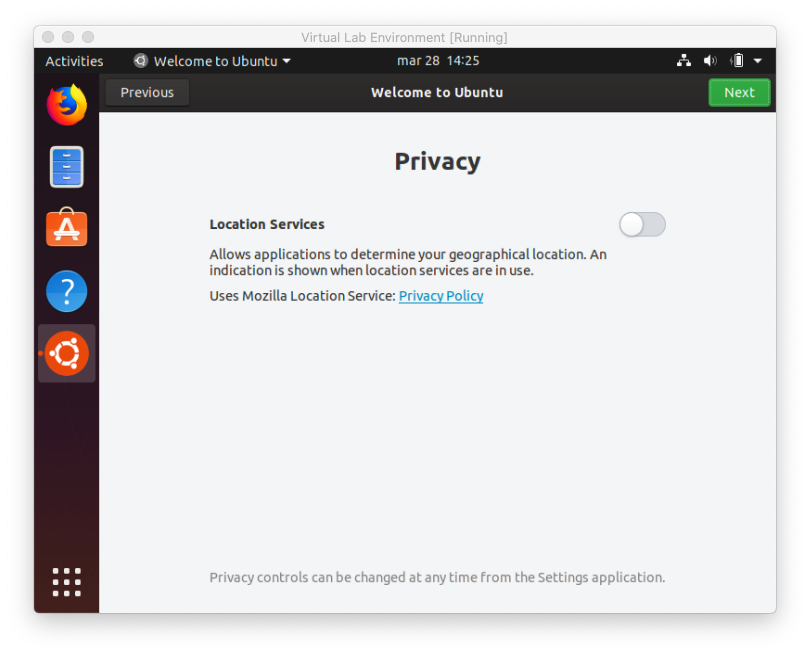 Virtual Lab Environment [Running]
Activities Welcome to Ubuntu mar 28 14:25
Previous Welcome to Ubuntu Next
Privacy
Location Services
Allows applications to determine your geographical location. An
indication is shown when location services are in use.
Uses Mozilla Location Service: Privacy Policy
Privacy controls can be changed at any time from the Settings application.